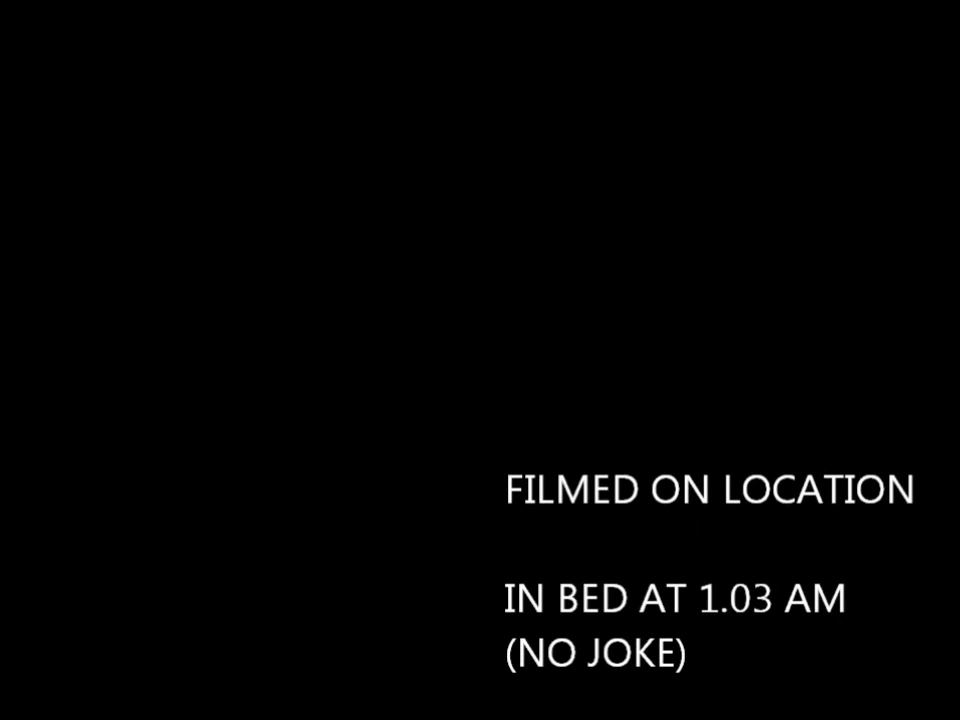 FILMED ON LOCATION
IN BED AT 1.03 AM
(NO JOKE)